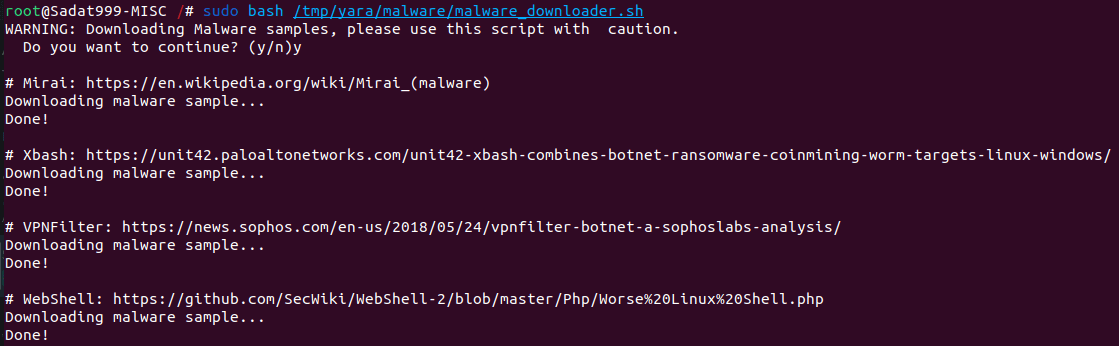 root@Sadat999-MISC /# sudo bash /tmp/yara/malware/malware_downloader.sh
WARNING: Downloading Malware samples, please use this script with  caution.
  Do you want to continue? (y/n)y

# Mirai: https://en.wikipedia.org/wiki/Mirai_(malware)
Downloading malware sample...
Done!

# Xbash: https://unit42.paloaltonetworks.com/unit42-xbash-combines-botnet-ransomware-coinmining-worm-targets-linux-windows/
Downloading malware sample...
Done!

# VPNFilter: https://news.sophos.com/en-us/2018/05/24/vpnfilter-botnet-a-sophoslabs-analysis/
Downloading malware sample...
Done!

# WebShell: https://github.com/SecWiki/WebShell-2/blob/master/Php/Worse%20Linux%20Shell.php
Downloading malware sample...
Done!